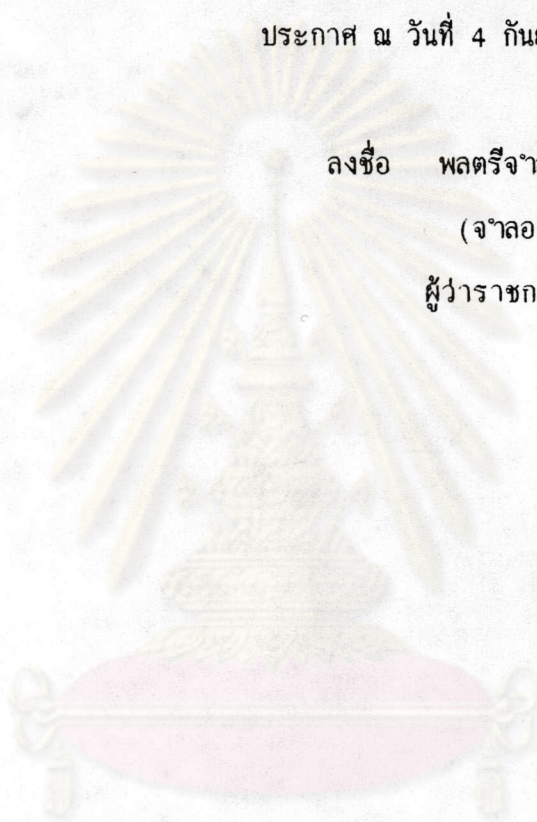 ประกาศ ณ วันที่ 4 กัน
ลงชื่อ พลตรีจำ
(จำลอ
ผู้ว่าราชก